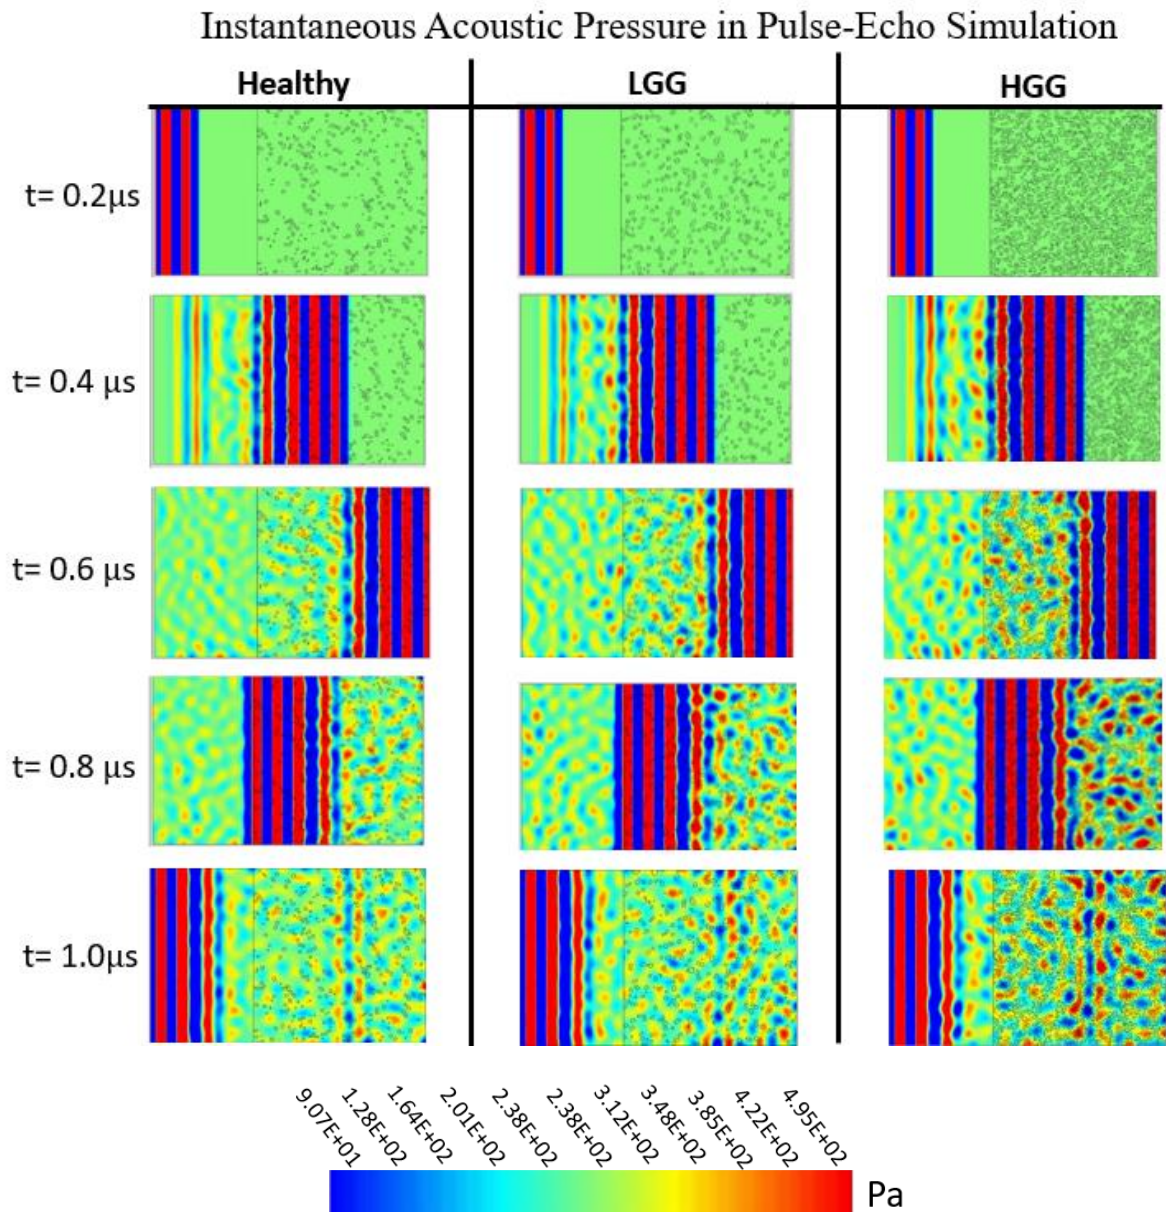 Instantaneous Acoustic Pressure in Pulse-Echo Simulation
Healthy
LGG
HGG
t= 0.2μs
t= 0.4 μs
t= 0.6 μs
t= 0.8 μs
t= 1.0μs
9.07E+01
1.28E+02
1.64E+02
2.01E+02
2.38E+02
2.38E+02
3.12E+02
3.48E+02
3.85E+02
4.22E+02
4.95E+02
Pa